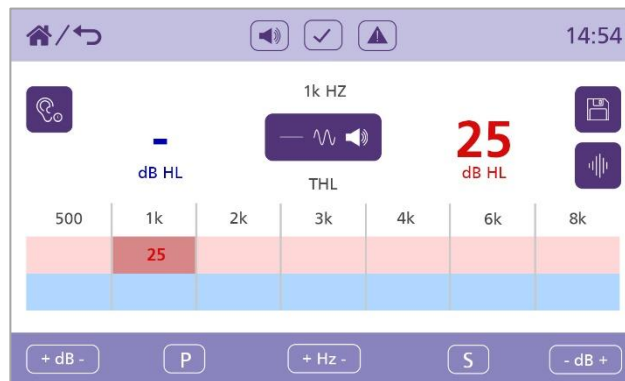 14:54
1k HZ
- 25
dB HL dB HL
THL
500 1k 2k 3k 4k 6k 8k
25
+ dB - P + Hz - S - dB +